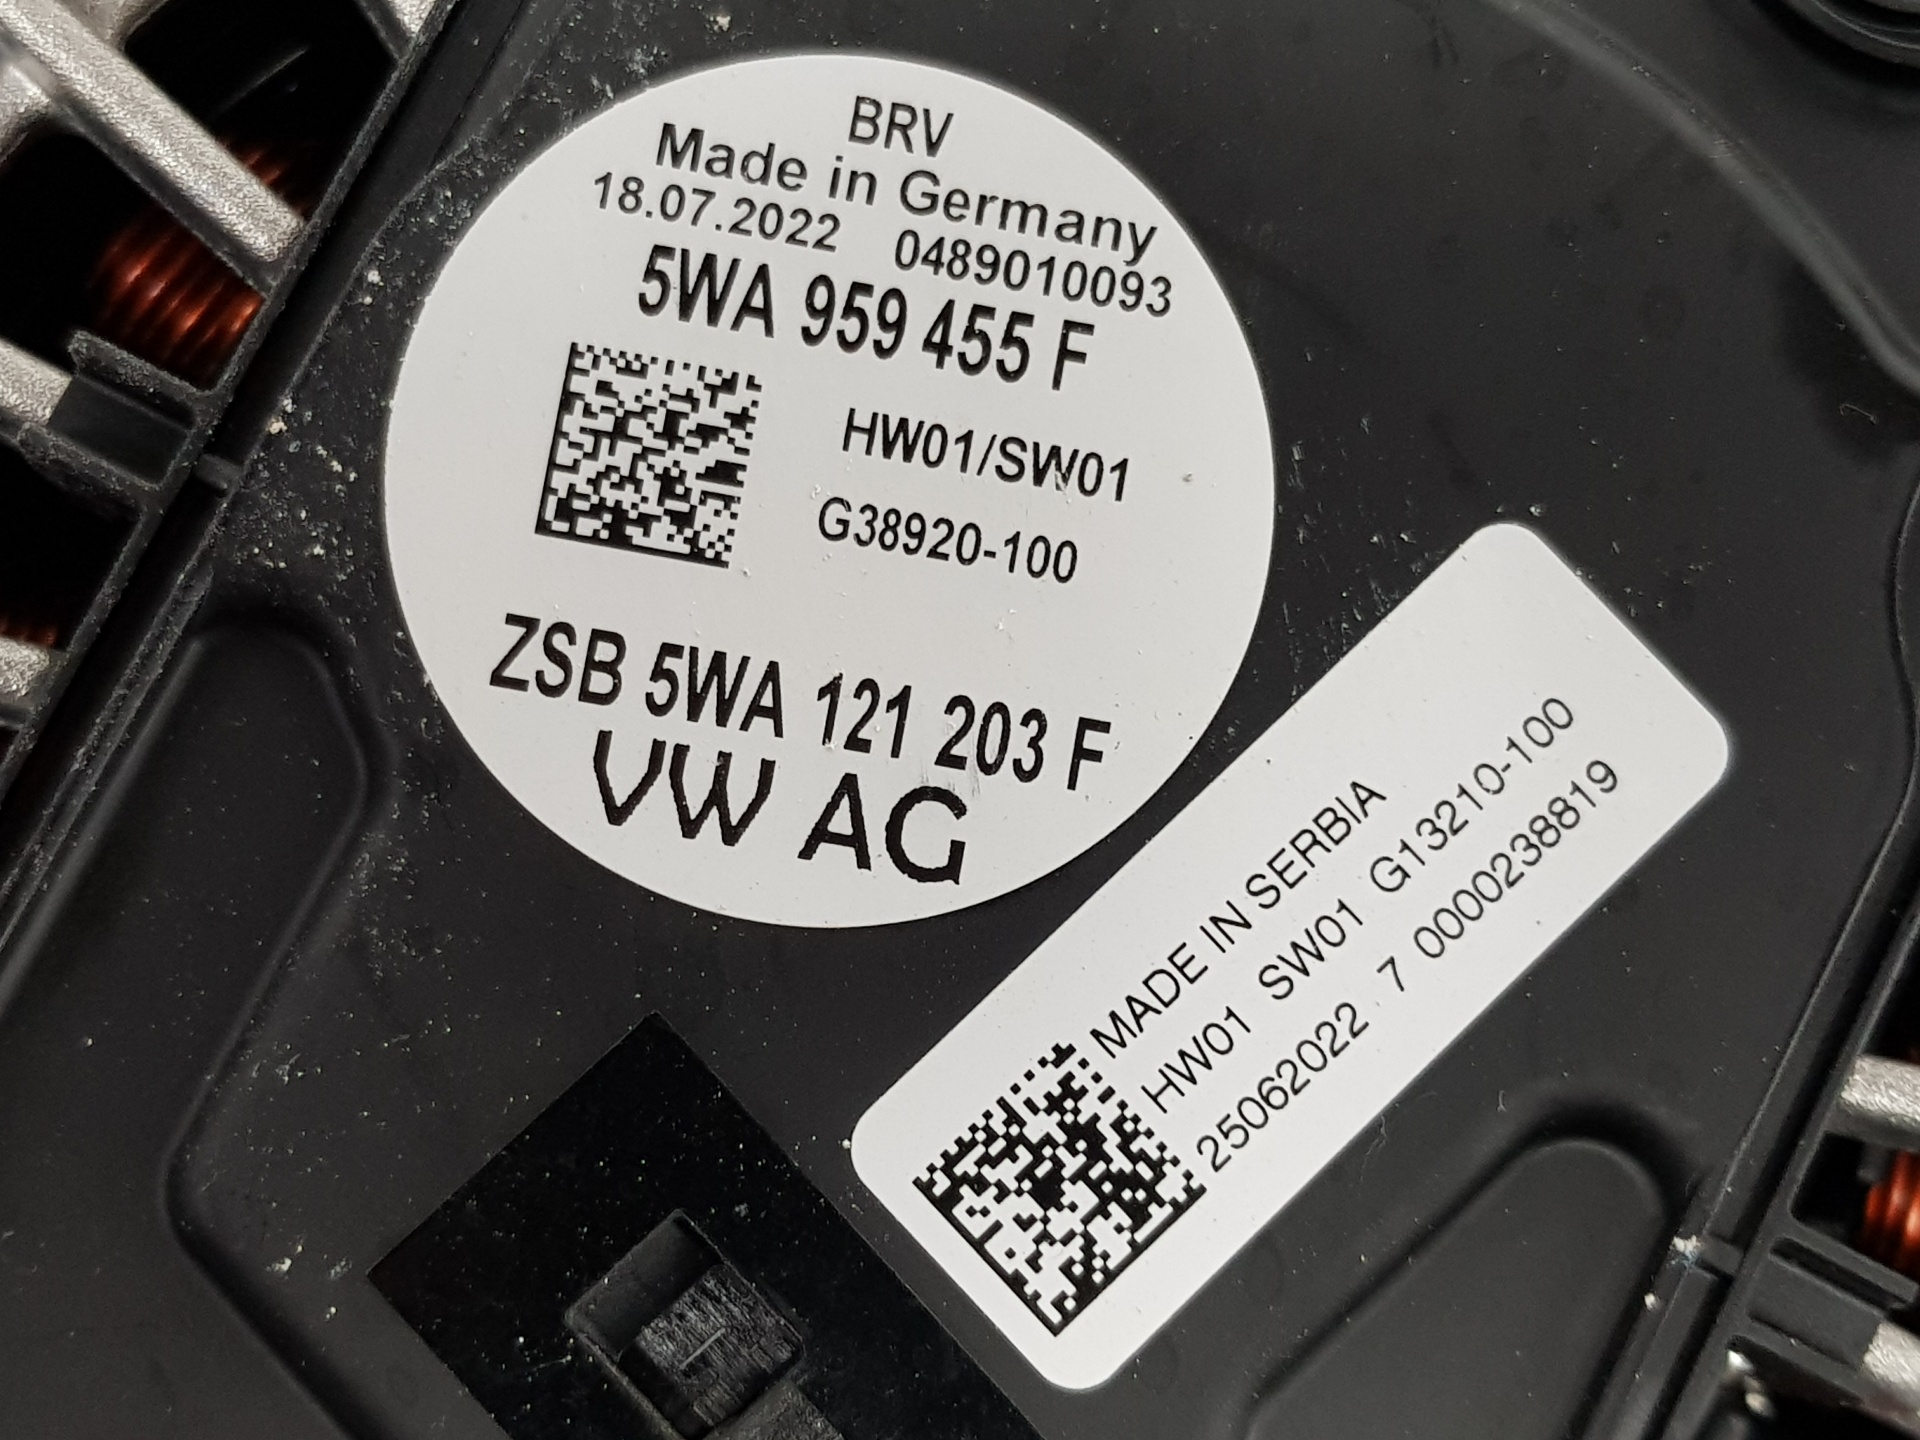 BRV
Made in Germany
18.07.2022 0489010093
5WA 959 455 F
HW01/SW01
G38920-100
ZSB 5WA 121 203 F
VW AG
MADE IN SERBIA
HW01 SW01 G13210-100
25062022 7 0000238819